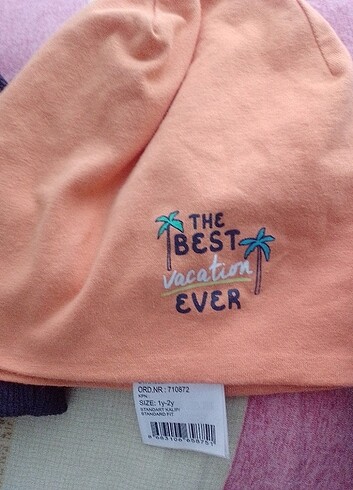 THE
BEST
vacation
EVER
ORD.NR : 710872
SIZE: 1y-2y
STANDART KALIP/
STANDARD FIT